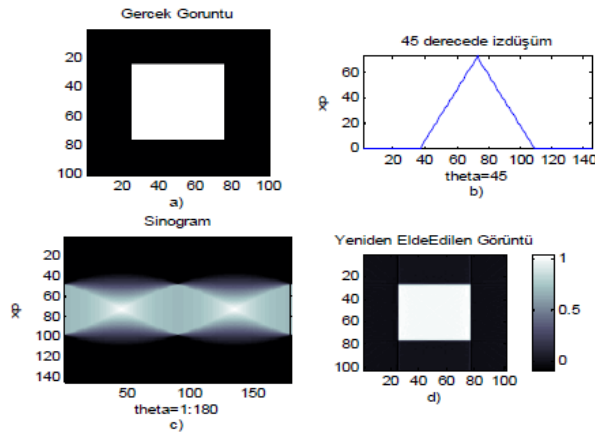 Gercek Goruntu
20
40
60
80
100
20 40 60 80 100
a)
45 derecede izdüşüm
xp
60
40
20
0
20 40 60 80 100 120 140
theta=45
b)
Sinogram
xp
20
40
60
80
100
120
140
50 100 150
theta=1:180
c)
Yeniden EldeEdilen Görüntü
20
40
60
80
100
20 40 60 80 100
d)
1
0.5
0